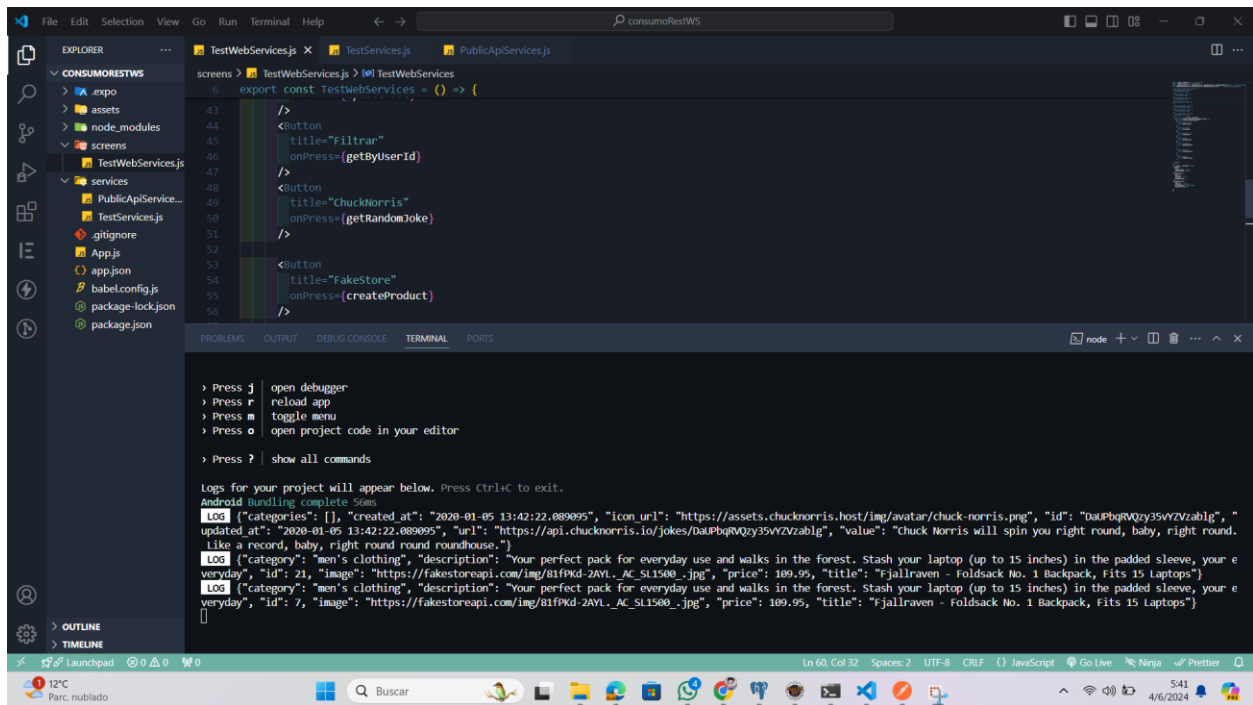 File Edit Selection View Go Run Terminal Help
consumoRestWS
EXPLORER
CONSUMORESTWS
.expo
assets
node_modules
screens
TestWebServices.js
services
PublicApiService...
TestServices.js
.gitignore
App.js
app.json
babel.config.js
package-lock.json
package.json
OUTLINE
TIMELINE
TestWebServices.js TestServices.js PublicApiServices.js
screens > TestWebServices.js > TestWebServices
6 export const TestWebServices = () => {
43 />
44 <Button
45 title="Filtrar"
46 onPress={getByUserId}
47 />
48 <Button
49 title="ChuckNorris"
50 onPress={getRandomJoke}
51 />
52
53 <Button
54 title="FakeStore"
55 onPress={createProduct}
56 />
PROBLEMS OUTPUT DEBUG CONSOLE TERMINAL PORTS
node
› Press j │ open debugger
› Press r │ reload app
› Press m │ toggle menu
› Press o │ open project code in your editor
› Press ? │ show all commands
Logs for your project will appear below. Press Ctrl+C to exit.
Android Bundling complete 56ms
LOG {"categories": [], "created_at": "2020-01-05 13:42:22.089095", "icon_url": "https://assets.chucknorris.host/img/avatar/chuck-norris.png", "id": "DaUPbqRVQzy35vYZVzablg", "
updated_at": "2020-01-05 13:42:22.089095", "url": "https://api.chucknorris.io/jokes/DaUPbqRVQzy35vYZVzablg", "value": "Chuck Norris will spin you right round, baby, right round.
Like a record, baby, right round round roundhouse."}
LOG {"category": "men's clothing", "description": "Your perfect pack for everyday use and walks in the forest. Stash your laptop (up to 15 inches) in the padded sleeve, your e
veryday", "id": 21, "image": "https://fakestoreapi.com/img/81fPKd-2AYL._AC_SL1500_.jpg", "price": 109.95, "title": "Fjallraven - Foldsack No. 1 Backpack, Fits 15 Laptops"}
LOG {"category": "men's clothing", "description": "Your perfect pack for everyday use and walks in the forest. Stash your laptop (up to 15 inches) in the padded sleeve, your e
veryday", "id": 7, "image": "https://fakestoreapi.com/img/81fPKd-2AYL._AC_SL1500_.jpg", "price": 109.95, "title": "Fjallraven - Foldsack No. 1 Backpack, Fits 15 Laptops"}
Launchpad 0 0 0 Ln 60, Col 32 Spaces: 2 UTF-8 CRLF {} JavaScript Go Live Ninja Prettier
1 12°C
Parc. nublado
Buscar
4
5:41
4/6/2024